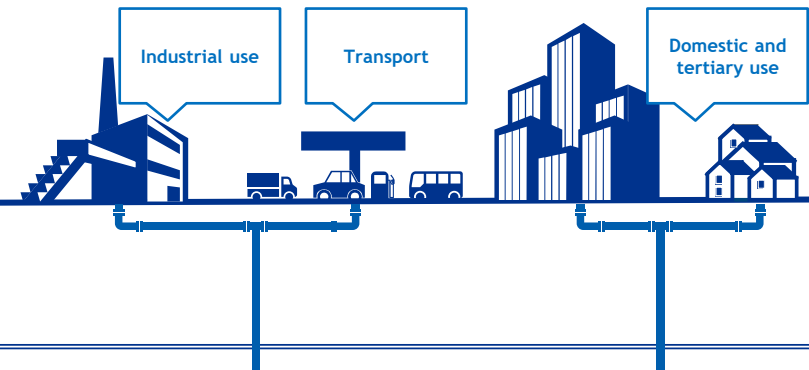 Industrial use
Transport
Domestic and
tertiary use